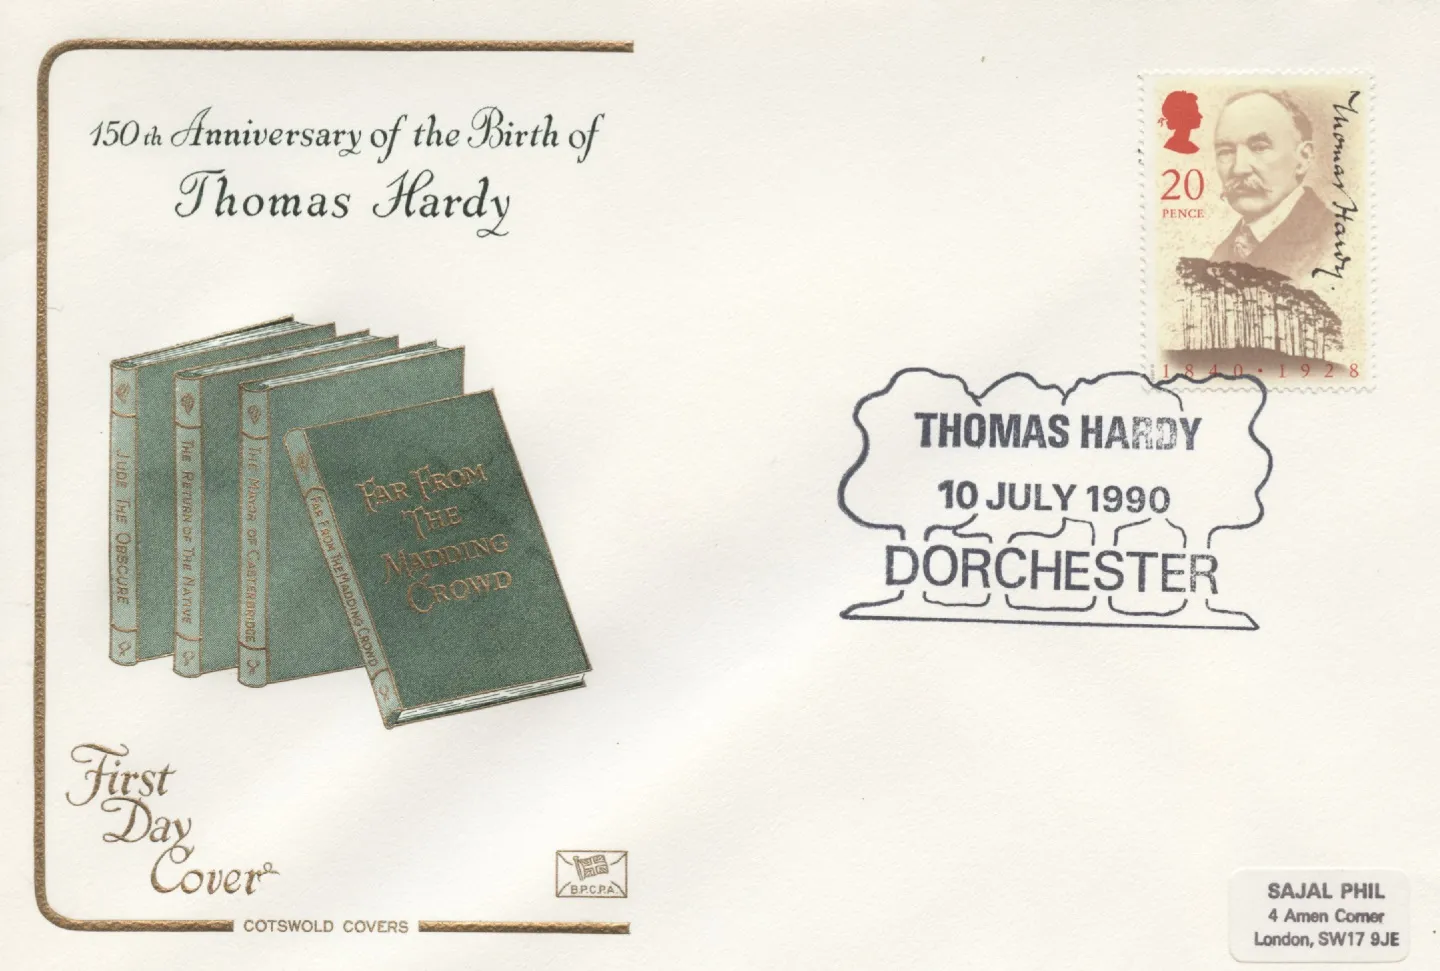 150th Anniversary of the Birth of
Thomas Hardy
JUDE THE OBSCURE
THE RETURN OF THE NATIVE
THE MAYOR OF CASTERBRIDGE
FAR FROM THE MADDING CROWD
FAR FROM
THE
MADDING
CROWD
First
Day
Cover
COTSWOLD COVERS
B.P.C.P.A.
20
PENCE
Thomas Hardy.
1840·1928
THOMAS HARDY
10 JULY 1990
DORCHESTER
SAJAL PHIL
4 Amen Corner
London, SW17 9JE